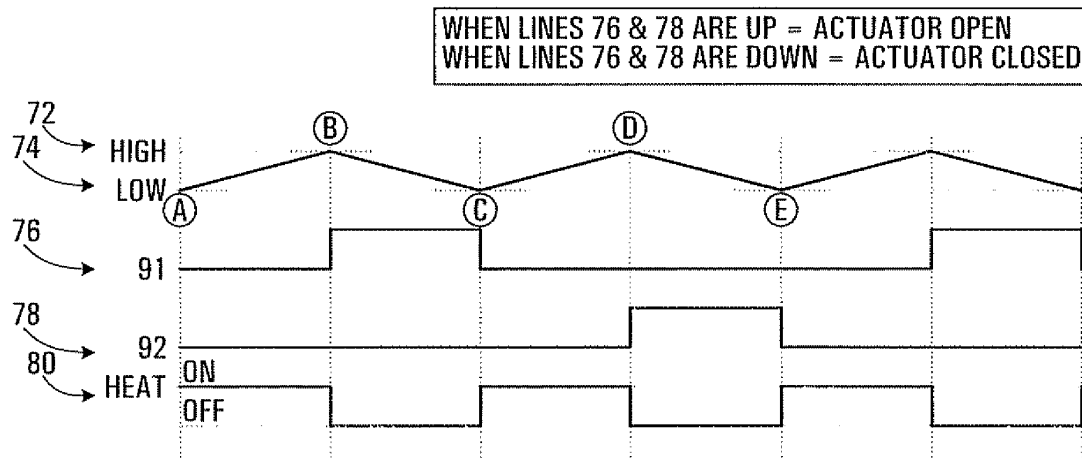 WHEN LINES 76 & 78 ARE UP = ACTUATOR OPEN
WHEN LINES 76 & 78 ARE DOWN = ACTUATOR CLOSED
72
HIGH
B
D
74
LOW
A
C
E
76
91
78
92
80
HEAT
ON
OFF